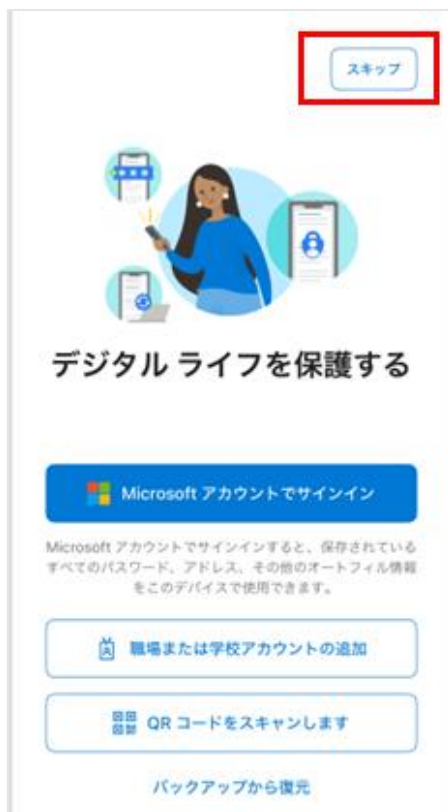 スキップ
デジタル ライフを保護する
Microsoft アカウントでサインイン
Microsoft アカウントでサインインすると、保存されている
すべてのパスワード、アドレス、その他のオートフィル情報
をこのデバイスで使用できます。
職場または学校アカウントの追加
QR コードをスキャンします
バックアップから復元